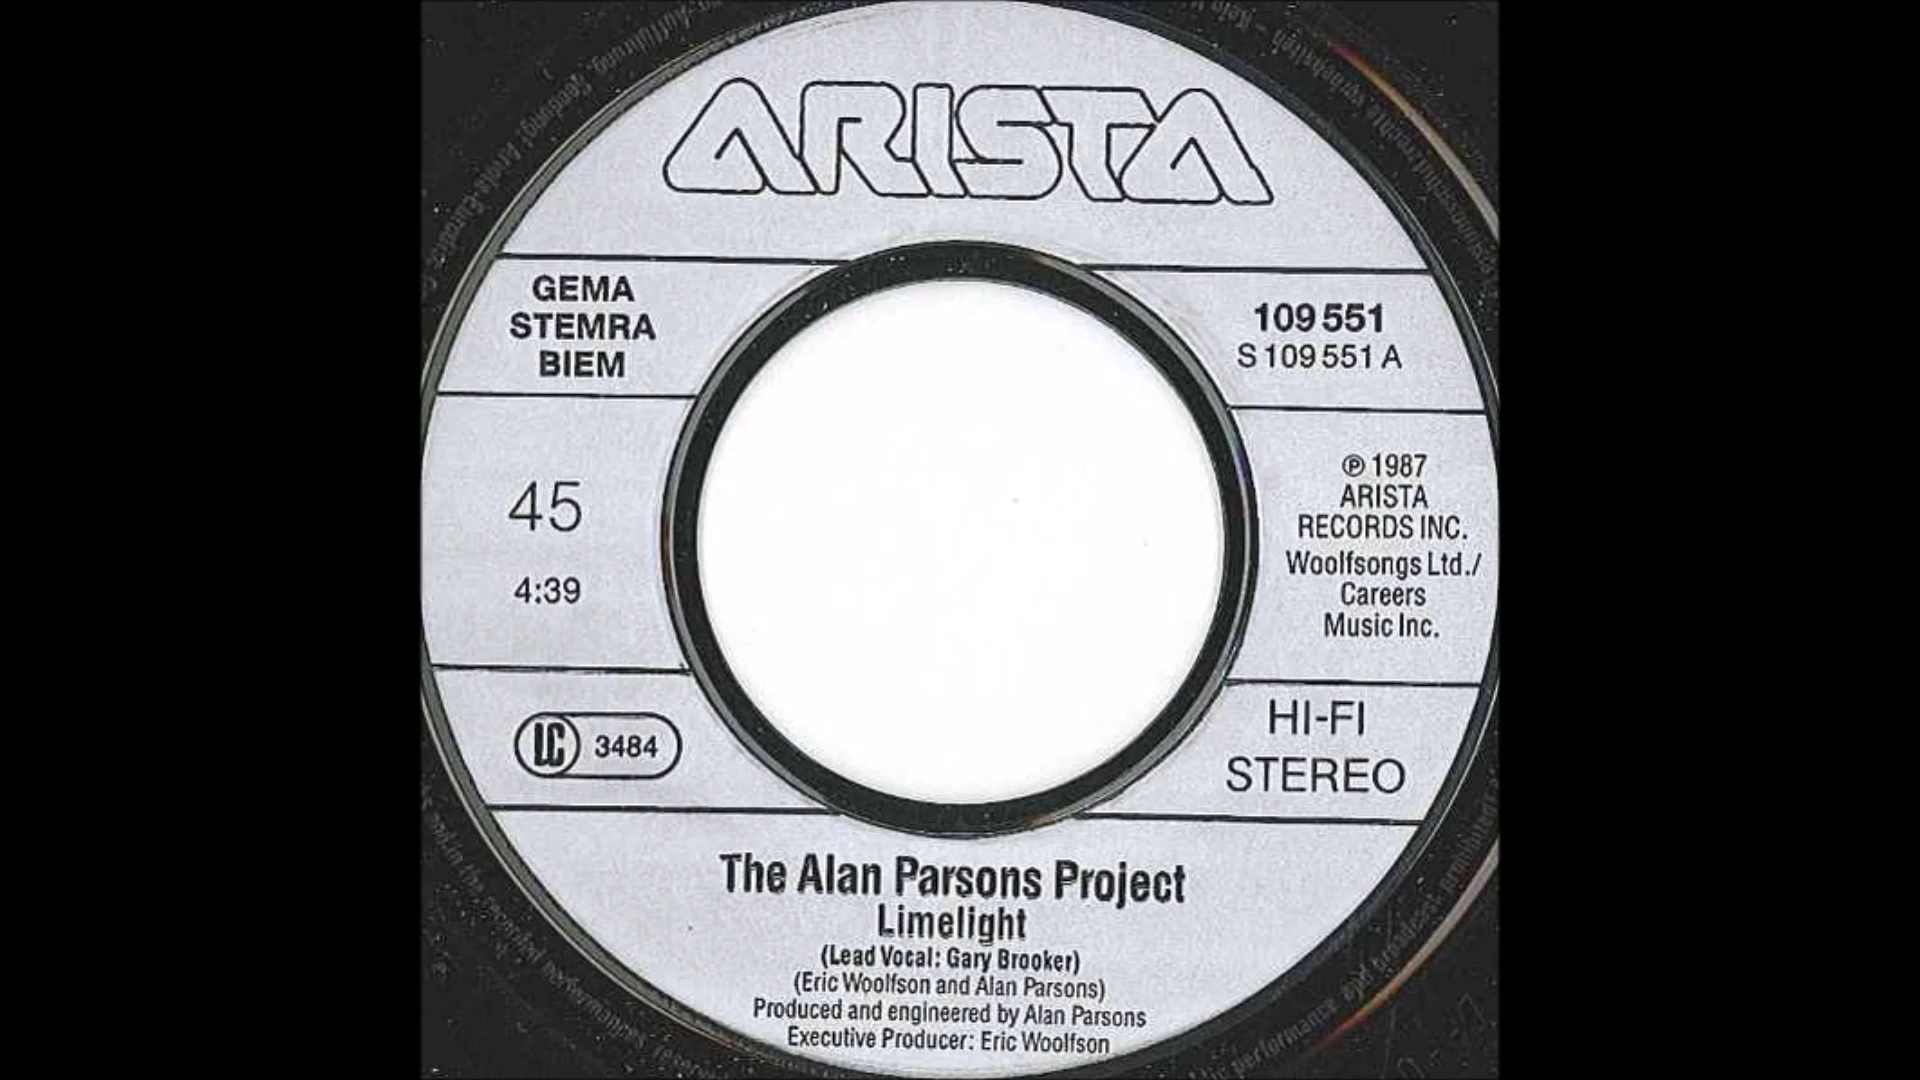 ARISTA
GEMA
STEMRA
BIEM
109 551
S 109 551 A
45
4:39
℗ 1987
ARISTA
RECORDS INC.
Woolfsongs Ltd./
Careers
Music Inc.
LC 3484
HI-FI
STEREO
The Alan Parsons Project
Limelight
(Lead Vocal: Gary Brooker)
(Eric Woolfson and Alan Parsons)
Produced and engineered by Alan Parsons
Executive Producer: Eric Woolfson